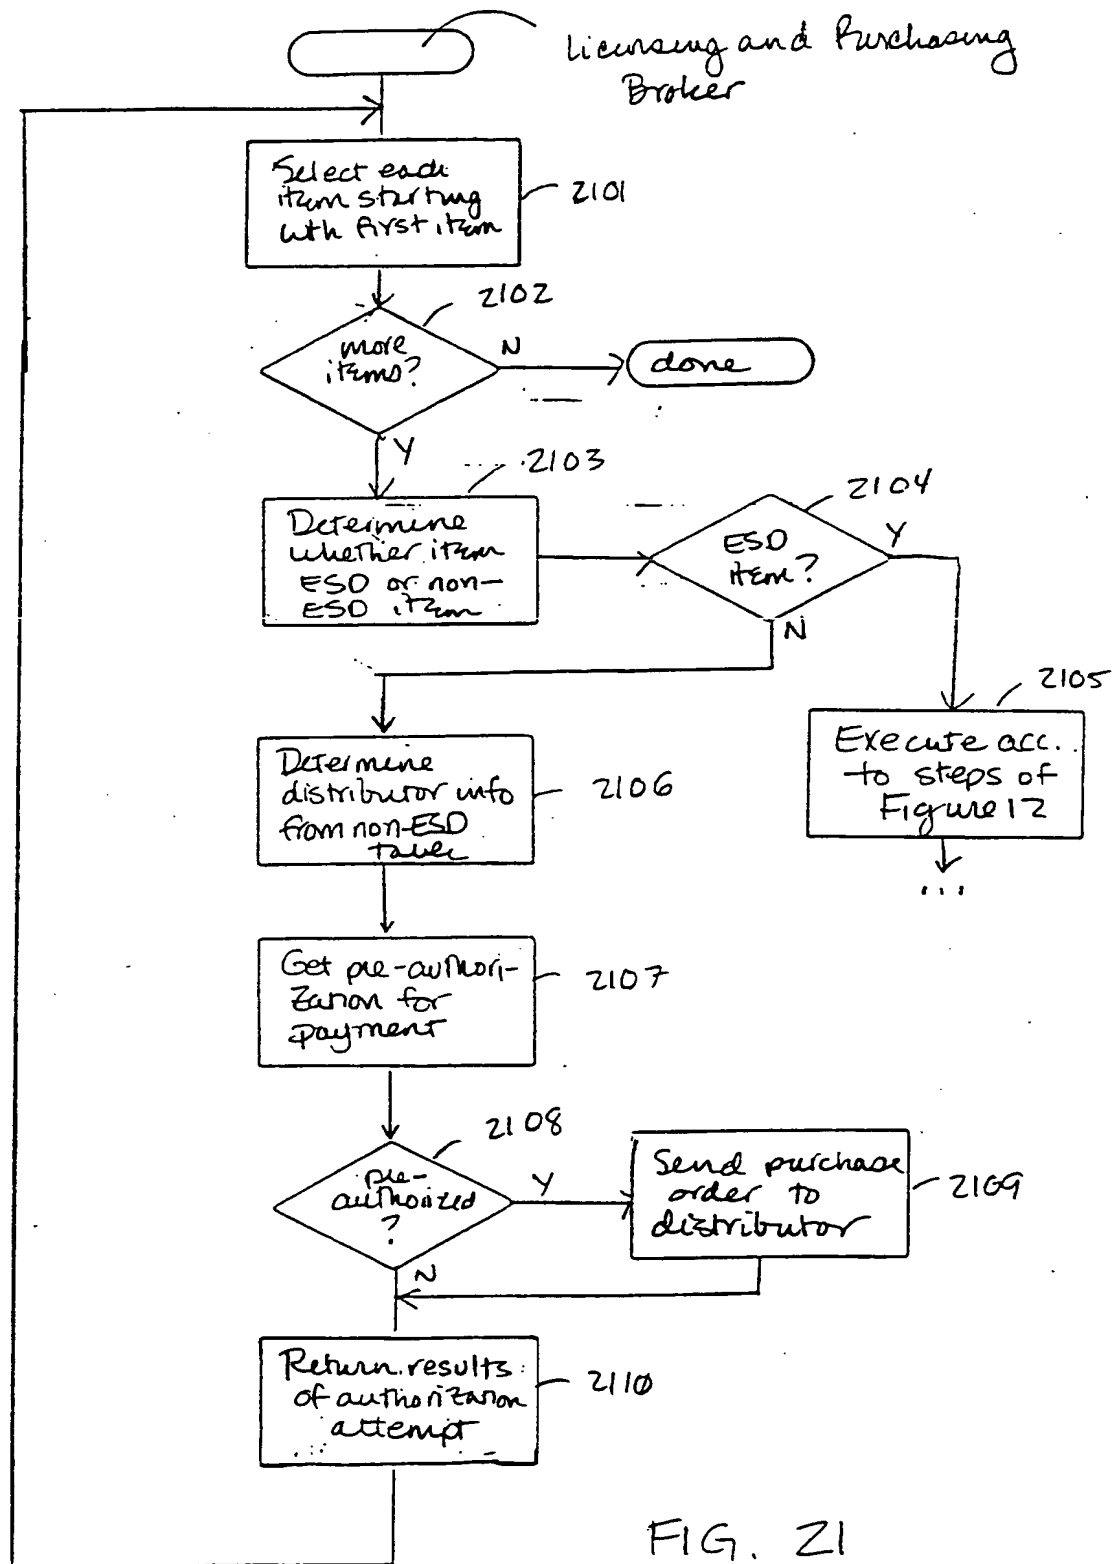 Licensing and Purchasing
Broker
Select each
item starting
with first item
2101
2102
more
items?
N
done
Y
2103
Determine
whether item
ESD or non-
ESD item
2104
ESD
item?
Y
N
2105
Execute acc.
to steps of
Figure 12
...
Determine
distributor info
from non-ESD
table
2106
Get pre-authori-
zation for
payment
2107
2108
pre-
authorized
?
Y
N
Send purchase
order to
distributor
2109
Return results
of authorization
attempt
2110
FIG. 21